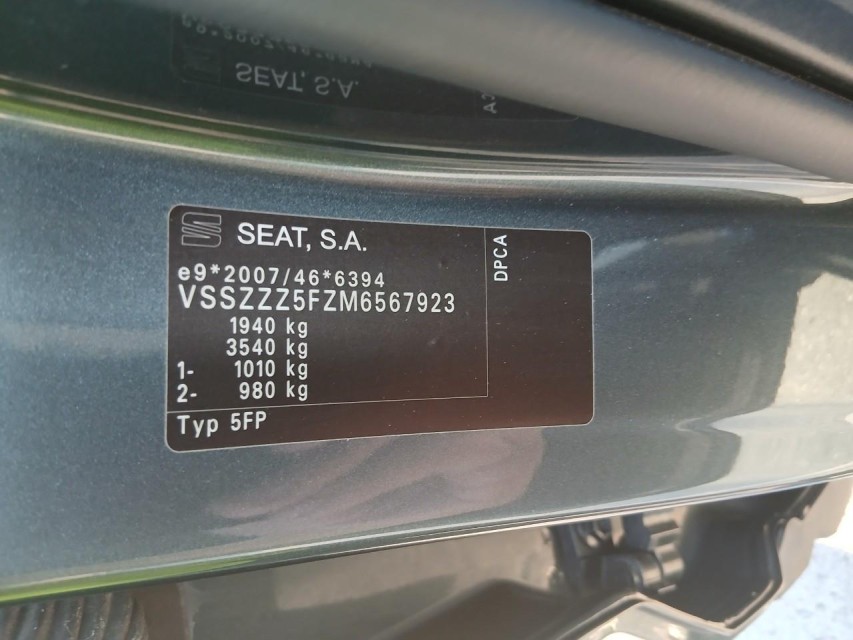 SEAT, S.A.
SEAT, S.A.
DPCA
e9*2007/46*6394
VSSZZZ5FZM6567923
1940 kg
3540 kg
1- 1010 kg
2- 980 kg
Typ 5FP